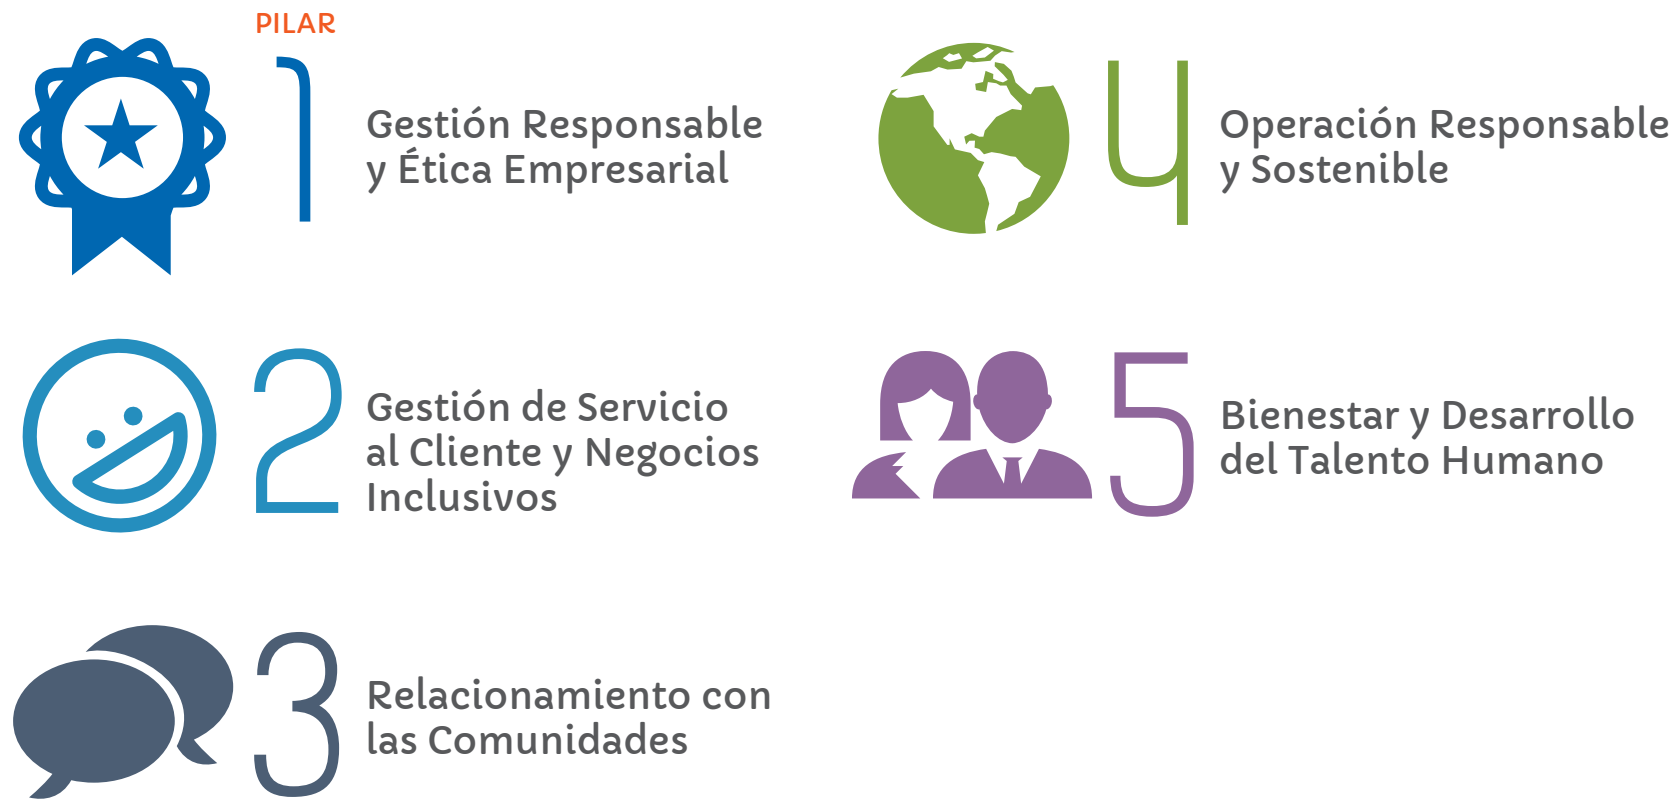 PILAR
1
Gestión Responsable
y Ética Empresarial
2
Gestión de Servicio
al Cliente y Negocios
Inclusivos
3
Relacionamiento con
las Comunidades
4
Operación Responsable
y Sostenible
5
Bienestar y Desarrollo
del Talento Humano